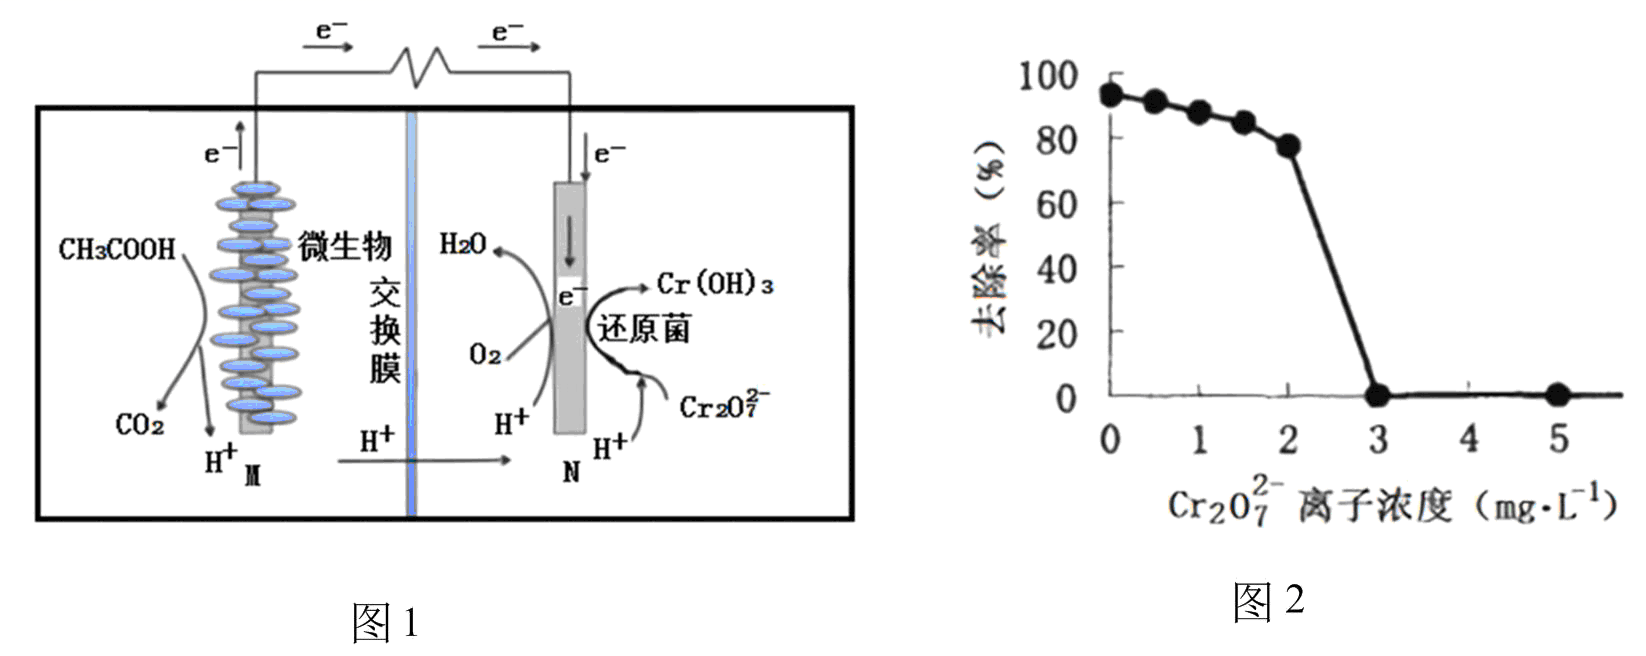 e⁻
e⁻
e⁻
e⁻
CH₃COOH
微生物
交换膜
H₂O
e⁻
Cr(OH)₃
还原菌
O₂
Cr₂O₇²⁻
CO₂
H⁺
M
H⁺
H⁺
H⁺
N
图1
去除率(%)
100
80
60
40
20
0
0 1 2 3 4 5
Cr₂O₇²⁻离子浓度(mg·L⁻¹)
图2